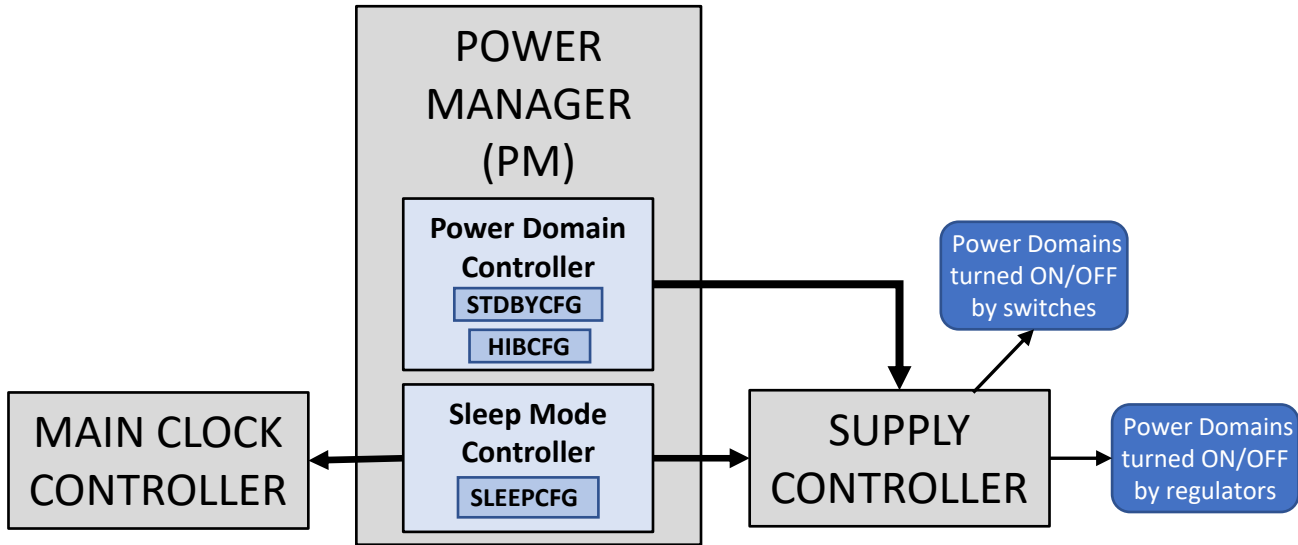 POWER
MANAGER
(PM)
Power Domain
Controller
STDBYCFG
HIBCFG
Sleep Mode
Controller
SLEEPCFG
MAIN CLOCK
CONTROLLER
SUPPLY
CONTROLLER
Power Domains
turned ON/OFF
by switches
Power Domains
turned ON/OFF
by regulators